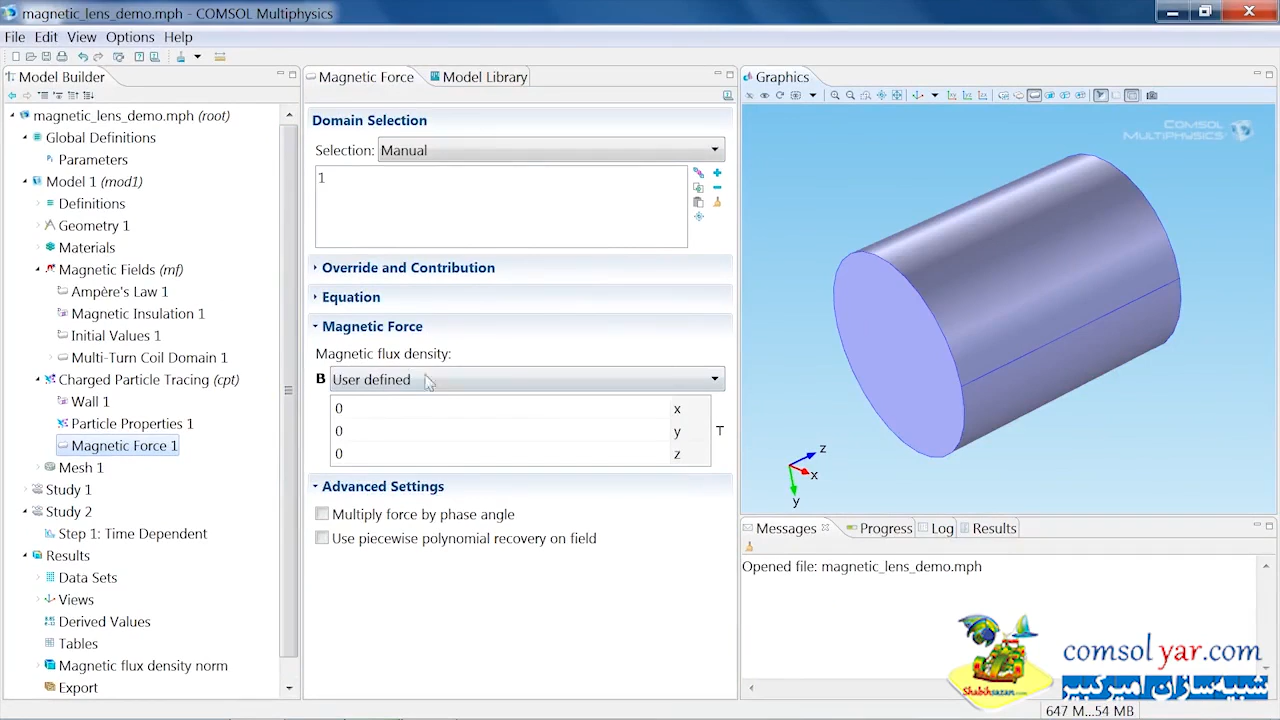 magnetic_lens_demo.mph - COMSOL Multiphysics
File Edit View Options Help
Model Builder
magnetic_lens_demo.mph (root)
Global Definitions
Parameters
Model 1 (mod1)
Definitions
Geometry 1
Materials
Magnetic Fields (mf)
Ampère's Law 1
Magnetic Insulation 1
Initial Values 1
Multi-Turn Coil Domain 1
Charged Particle Tracing (cpt)
Wall 1
Particle Properties 1
Magnetic Force 1
Mesh 1
Study 1
Study 2
Step 1: Time Dependent
Results
Data Sets
Views
Derived Values
Tables
Magnetic flux density norm
Export
Magnetic Force Model Library
Domain Selection
Selection: Manual
1
Override and Contribution
Equation
Magnetic Force
Magnetic flux density:
B User defined
0 x
0 y T
0 z
Advanced Settings
Multiply force by phase angle
Use piecewise polynomial recovery on field
Graphics
COMSOL
MULTIPHYSICS
z
x
y
Messages Progress Log Results
Opened file: magnetic_lens_demo.mph
Shabihsazan.com
comsolyar.com
شبیه‌سازان امیرکبیر
647 M...54 MB